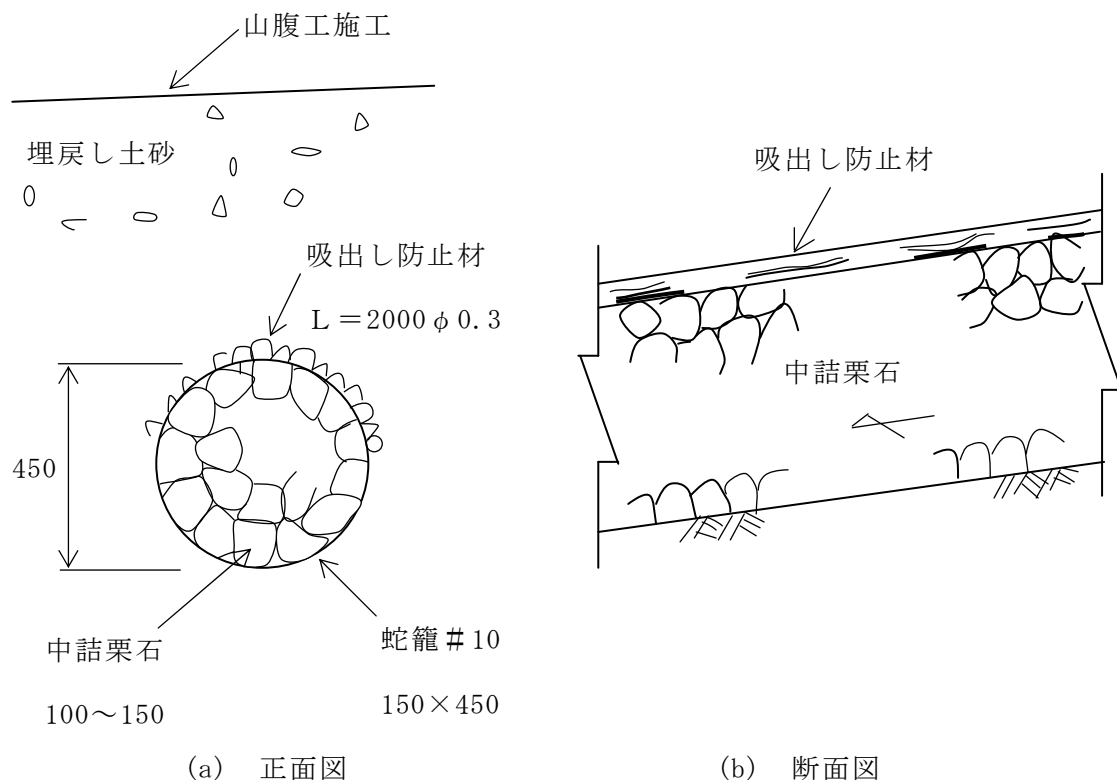 山腹工施工
埋戻し土砂
吸出し防止材
L=2000φ0.3
450
中詰栗石
100～150
蛇籠#10
150×450
(a) 正面図
吸出し防止材
中詰栗石
(b) 断面図